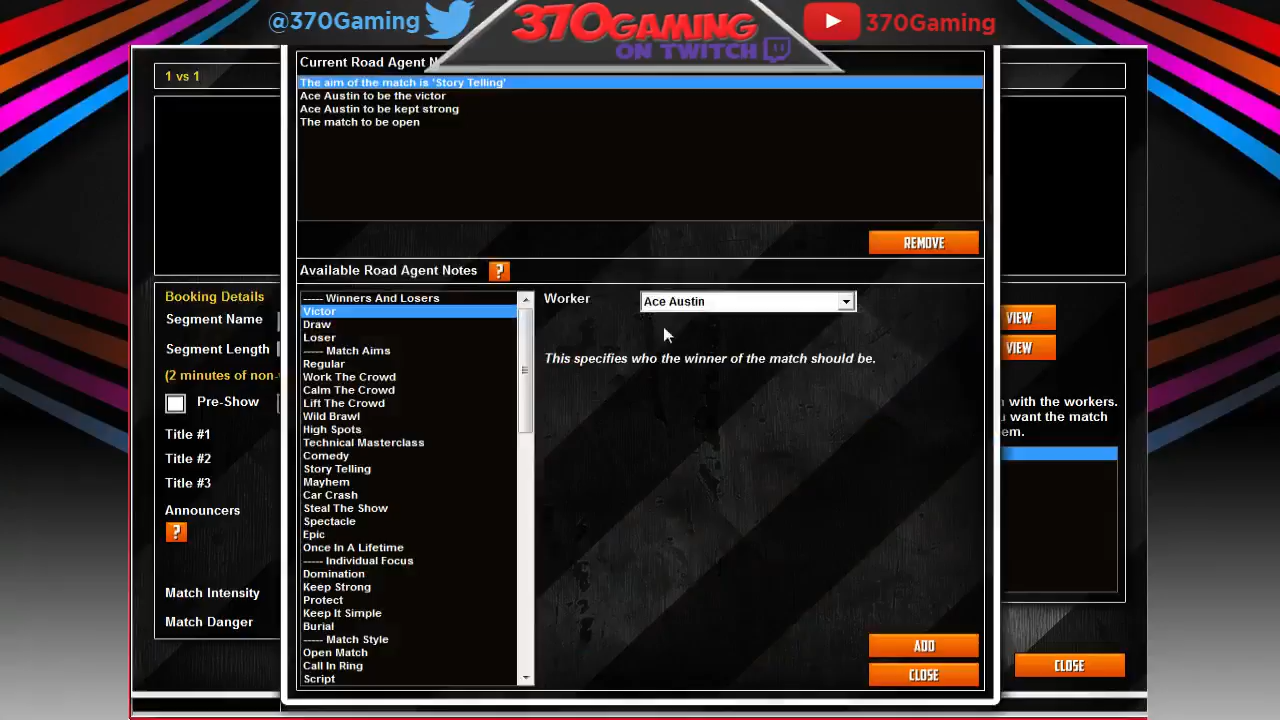 @370Gaming
370GAMING
ON TWITCH
370Gaming
1 vs 1
Current Road Agent
The aim of the match is 'Story Telling'
Ace Austin to be the victor
Ace Austin to be kept strong
The match to be open
REMOVE
Available Road Agent Notes
?
----- Winners And Losers
Victor
Draw
Loser
----- Match Aims
Regular
Work The Crowd
Calm The Crowd
Lift The Crowd
Wild Brawl
High Spots
Technical Masterclass
Comedy
Story Telling
Mayhem
Car Crash
Steal The Show
Spectacle
Epic
Once In A Lifetime
----- Individual Focus
Domination
Keep Strong
Protect
Keep It Simple
Burial
----- Match Style
Open Match
Call In Ring
Script
Worker
Ace Austin
This specifies who the winner of the match should be.
ADD
CLOSE
Booking Details
Segment Name
Segment Length
(2 minutes of non-
Pre-Show
Title #1
Title #2
Title #3
Announcers
?
Match Intensity
Match Danger
VIEW
VIEW
with the workers.
want the match
em.
CLOSE